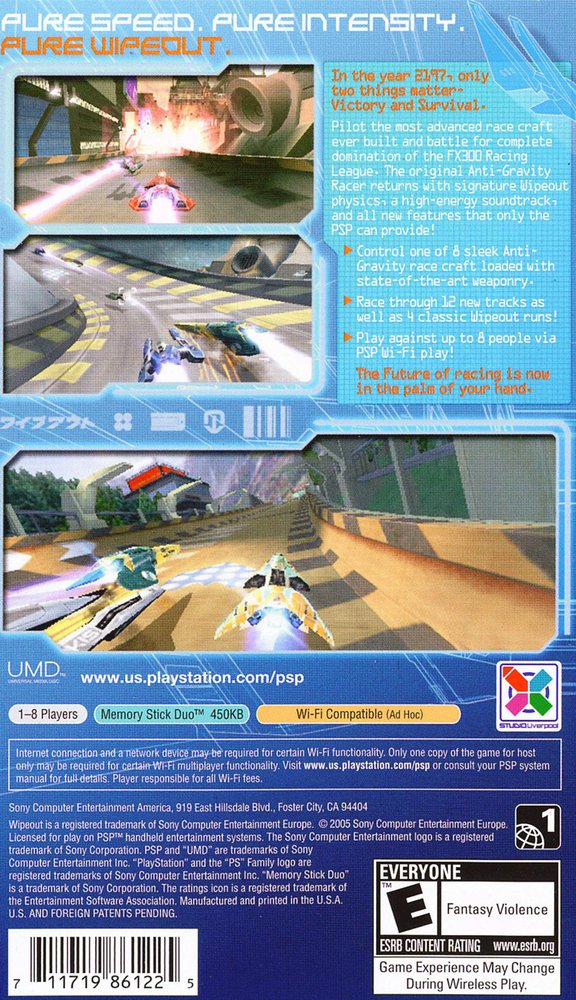 PURE SPEED. PURE INTENSITY.
PURE WIPEOUT.
In the year 2197, only
two things matter--
Victory and Survival.
Pilot the most advanced race craft
ever built and battle for complete
domination of the FX300 Racing
League. The original Anti-Gravity
Racer returns with signature Wipeout
physics, a high-energy soundtrack,
and all new features that only the
PSP can provide!
Control one of 8 sleek Anti-
Gravity race craft loaded with
state-of-the-art weaponry.
Race through 12 new tracks as
well as 4 classic Wipeout runs!
Play against up to 8 people via
PSP Wi-Fi play!
The Future of racing is now
in the palm of your hand.
ワイプアウト
UMD™
UNIVERSAL MEDIA DISC
www.us.playstation.com/psp
STUDIO Liverpool
1–8 Players
Memory Stick Duo™ 450KB
Wi-Fi Compatible (Ad Hoc)
Internet connection and a network device may be required for certain Wi-Fi functionality. Only one copy of the game for host
only may be required for certain Wi-Fi multiplayer functionality. Visit www.us.playstation.com/psp or consult your PSP system
manual for full details. Player responsible for all Wi-Fi fees.
Sony Computer Entertainment America, 919 East Hillsdale Blvd., Foster City, CA 94404
Wipeout is a registered trademark of Sony Computer Entertainment Europe. © 2005 Sony Computer Entertainment Europe.
Licensed for play on PSP™ handheld entertainment systems. The Sony Computer Entertainment logo is a registered
trademark of Sony Corporation. PSP and “UMD” are trademarks of Sony
Computer Entertainment Inc. “PlayStation” and the “PS” Family logo are
registered trademarks of Sony Computer Entertainment Inc. “Memory Stick Duo”
is a trademark of Sony Corporation. The ratings icon is a registered trademark of
the Entertainment Software Association. Manufactured and printed in the U.S.A.
U.S. AND FOREIGN PATENTS PENDING.
1
EVERYONE
E
Fantasy Violence
ESRB CONTENT RATING www.esrb.org
Game Experience May Change
During Wireless Play.
7 11719 86122 5